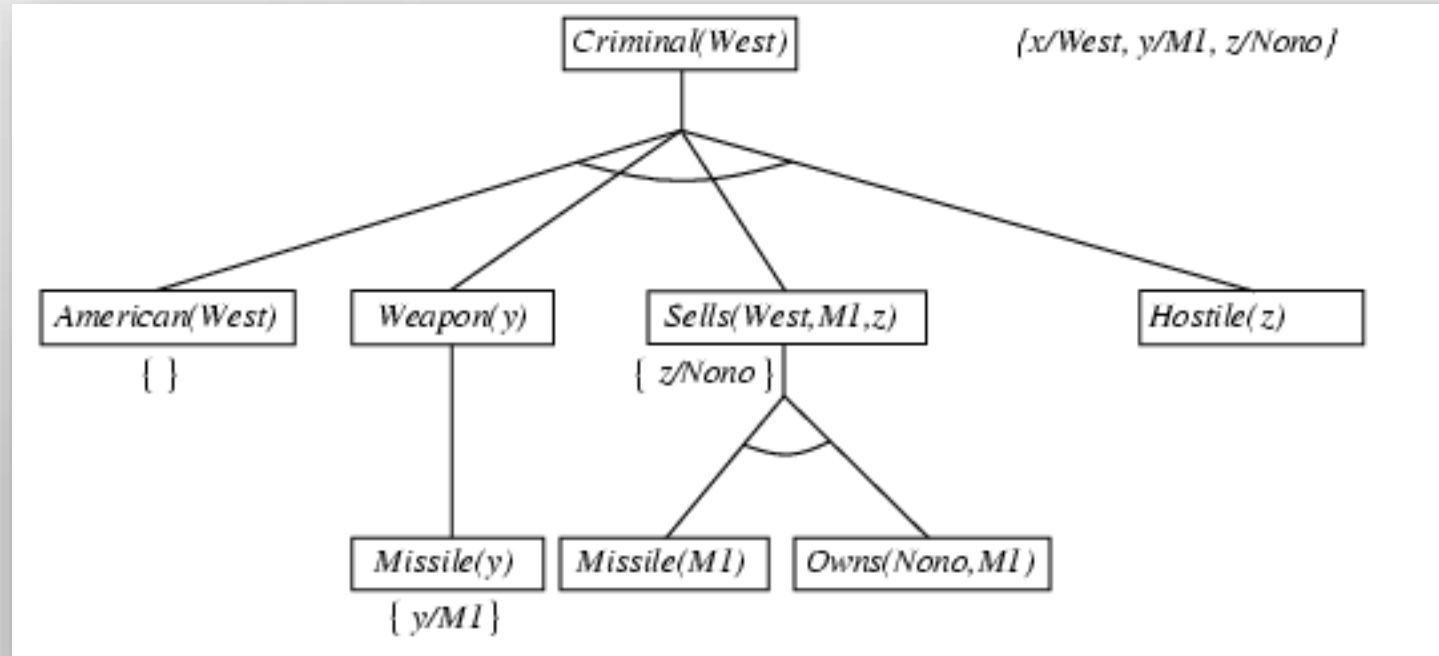 Criminal(West)
{x/West, y/M1, z/Nono}
American(West)
Weapon(y)
Sells(West,M1,z)
Hostile(z)
{ }
{ z/Nono }
Missile(y)
Missile(M1)
Owns(Nono,M1)
{ y/M1 }